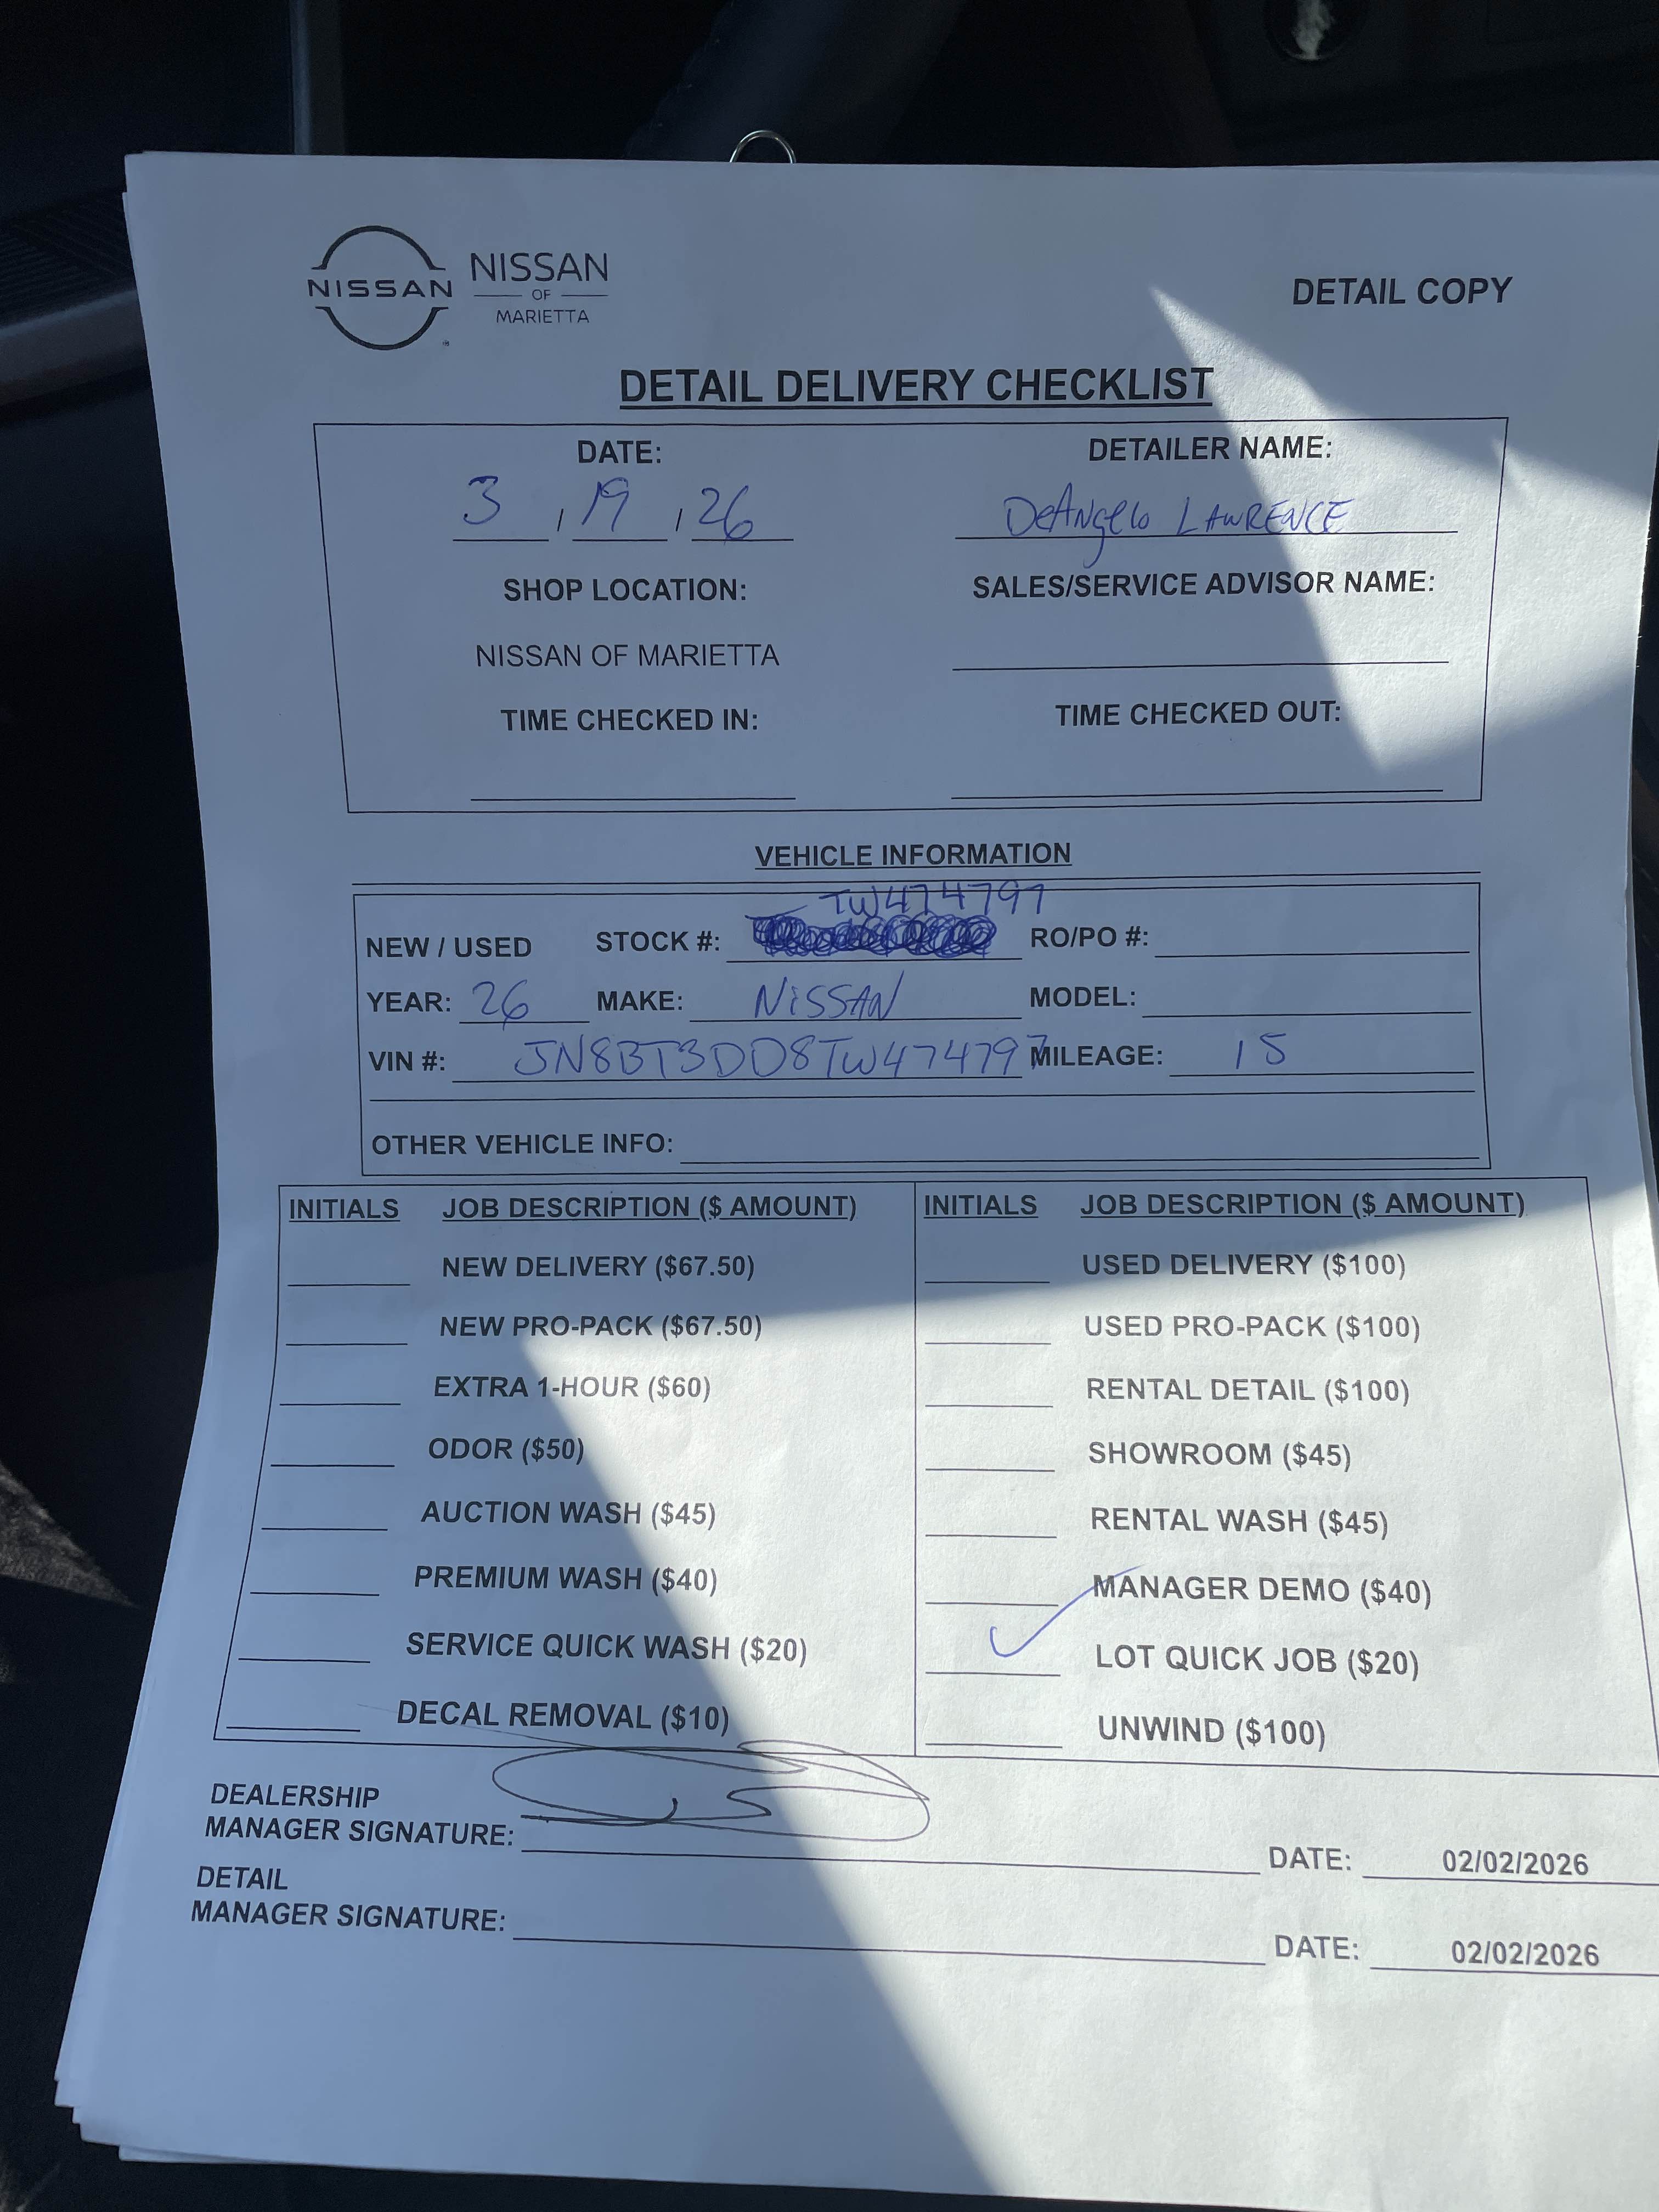 NISSAN
NISSAN
OF
MARIETTA
DETAIL COPY
DETAIL DELIVERY CHECKLIST
DATE: DETAILER NAME:
3 / 19 / 26 DeAngelo LAWRENCE
SHOP LOCATION: SALES/SERVICE ADVISOR NAME:
NISSAN OF MARIETTA
TIME CHECKED IN: TIME CHECKED OUT:
VEHICLE INFORMATION
TW474797
NEW / USED STOCK #: RO/PO #:
YEAR: 26 MAKE: NISSAN MODEL:
VIN #: JN8BT3DD8TW474797 MILEAGE: 15
OTHER VEHICLE INFO:
INITIALS JOB DESCRIPTION ($ AMOUNT) INITIALS JOB DESCRIPTION ($ AMOUNT)
NEW DELIVERY ($67.50) USED DELIVERY ($100)
NEW PRO-PACK ($67.50) USED PRO-PACK ($100)
EXTRA 1-HOUR ($60) RENTAL DETAIL ($100)
ODOR ($50) SHOWROOM ($45)
AUCTION WASH ($45) RENTAL WASH ($45)
PREMIUM WASH ($40) MANAGER DEMO ($40)
SERVICE QUICK WASH ($20) ✓ LOT QUICK JOB ($20)
DECAL REMOVAL ($10) UNWIND ($100)
DEALERSHIP
MANAGER SIGNATURE: DATE: 02/02/2026
DETAIL
MANAGER SIGNATURE: DATE: 02/02/2026